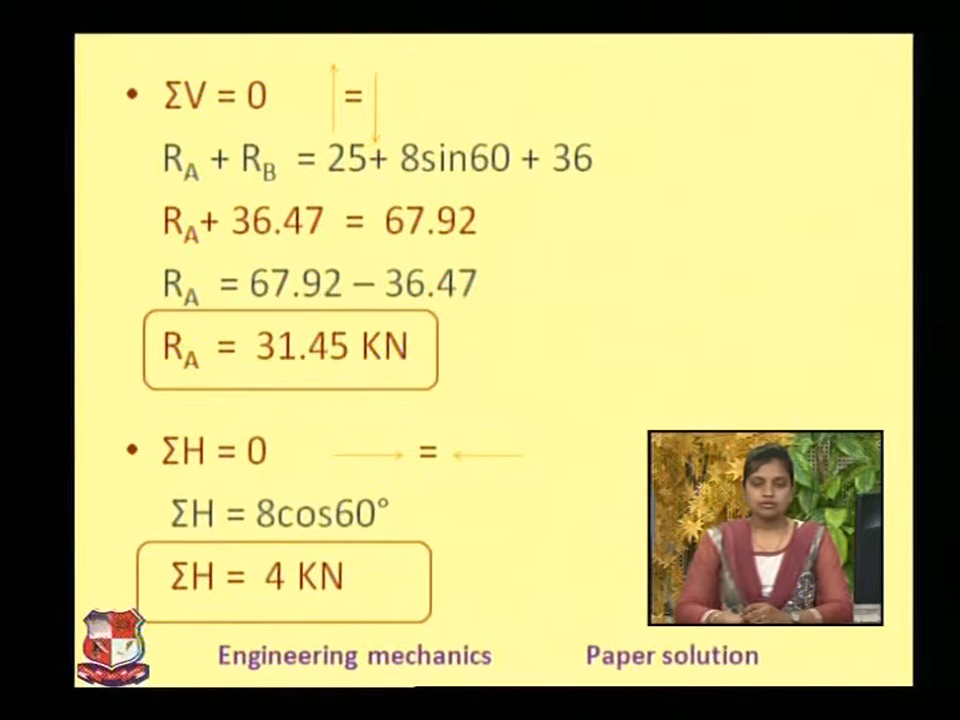 • ΣV = 0 =
R_A + R_B = 25+ 8sin60 + 36
R_A+ 36.47 = 67.92
R_A = 67.92 – 36.47
R_A = 31.45 KN
• ΣH = 0 =
ΣH = 8cos60°
ΣH = 4 KN
Engineering mechanics Paper solution